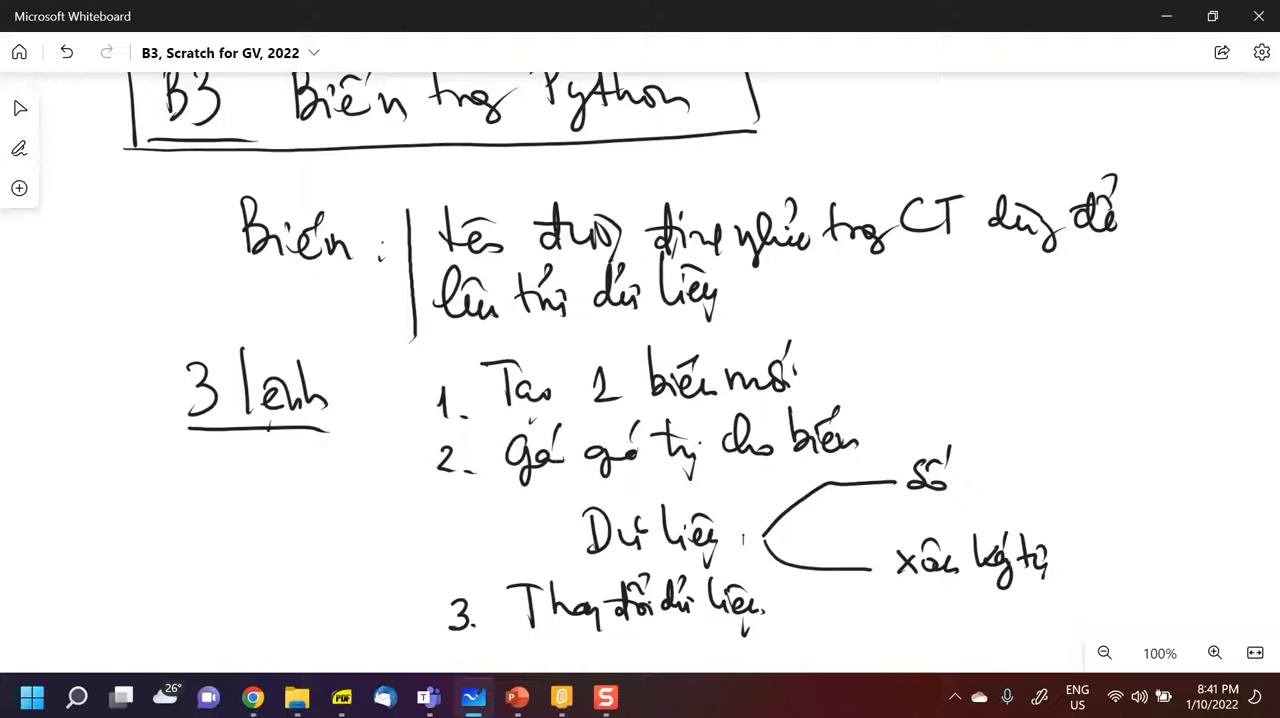 Microsoft Whiteboard
B3, Scratch for GV, 2022
B3 Biến trg Python
Biến : tên được định nghĩa trg CT dùng để
lưu trữ dữ liệu
3 lệnh
1. Tạo 1 biến mới
2. gán giá trị cho biến
Dữ liệu : số
xâu ký tự
3. Thay đổi dữ liệu.
100%
26°
ENG
US
8:41 PM
1/10/2022